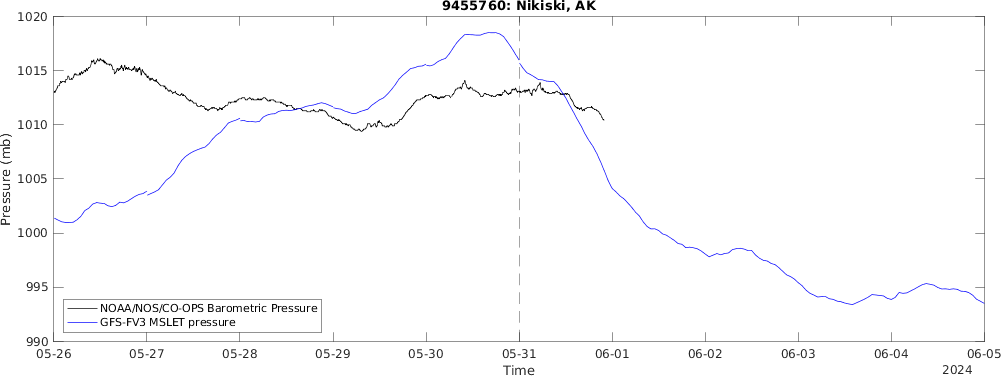 9455760: Nikiski, AK
1020
1015
1010
1005
1000
995
990
Pressure (mb)
NOAA/NOS/CO-OPS Barometric Pressure
GFS-FV3 MSLET pressure
05-26 05-27 05-28 05-29 05-30 05-31 06-01 06-02 06-03 06-04 06-05
Time
2024